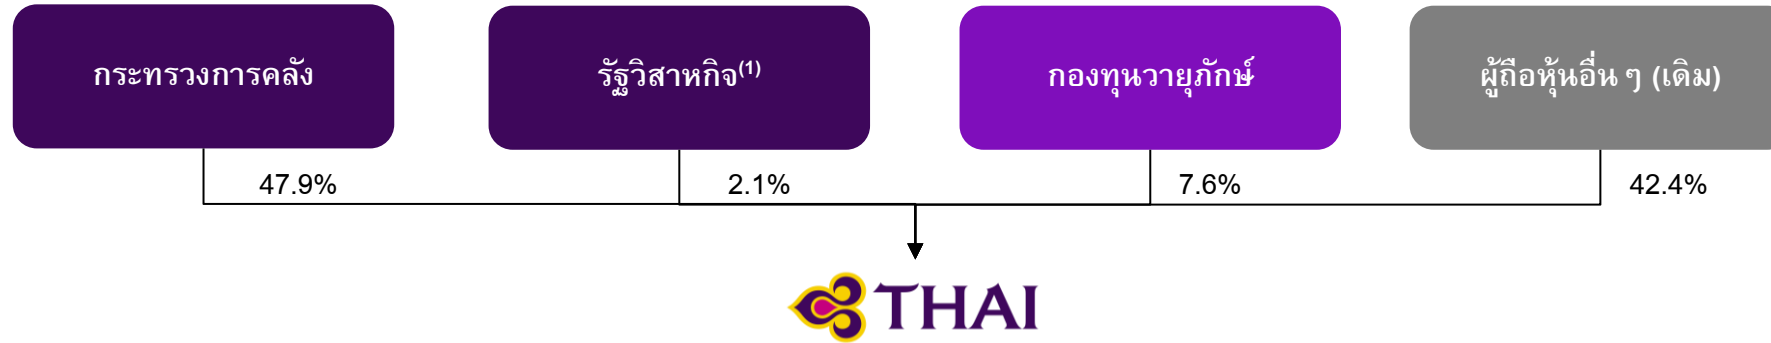 กระทรวงการคลัง
รัฐวิสาหกิจ(1)
กองทุนวายุภักษ์
ผู้ถือหุ้นอื่น ๆ (เดิม)
47.9%
2.1%
7.6%
42.4%
THAI